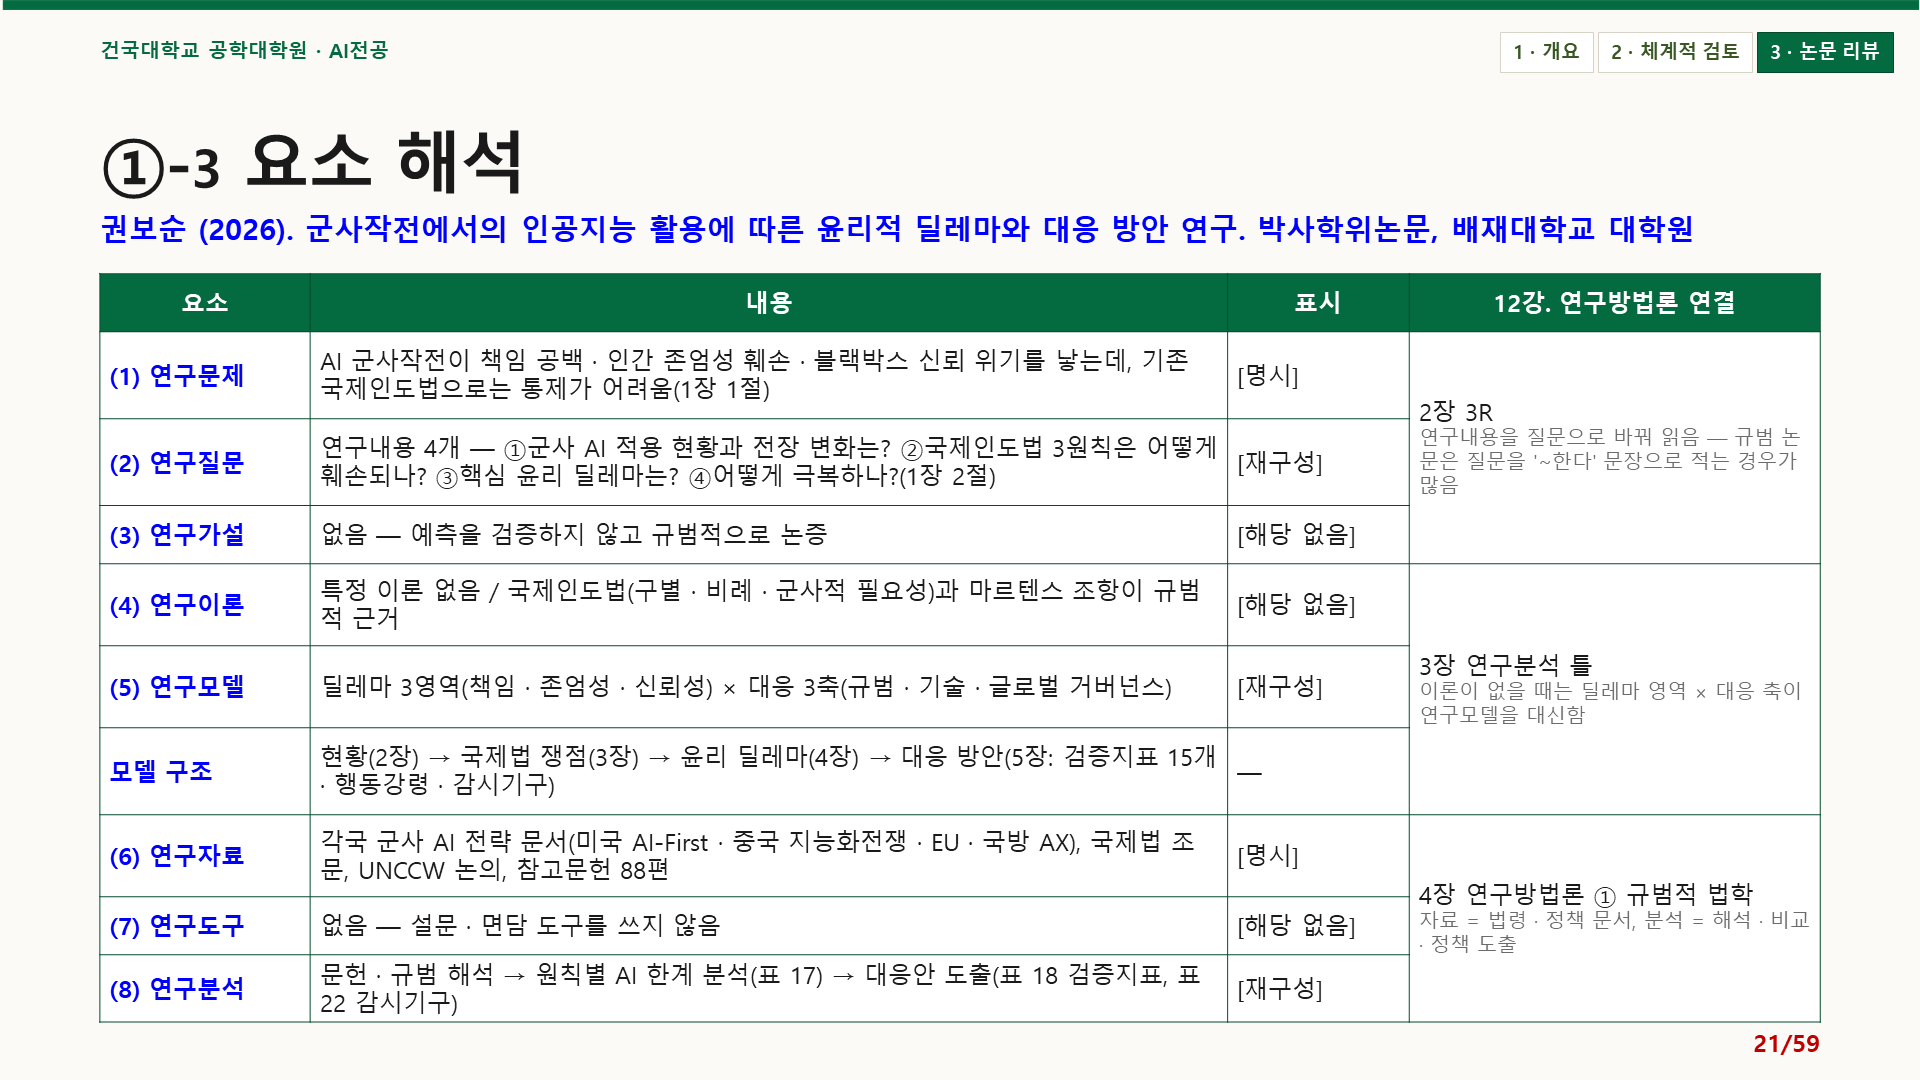 건국대학교 공학대학원 · AI전공
1 · 개요
2 · 체계적 검토
3 · 논문 리뷰
①-3 요소 해석
권보순 (2026). 군사작전에서의 인공지능 활용에 따른 윤리적 딜레마와 대응 방안 연구. 박사학위논문, 배재대학교 대학원
요소
내용
표시
12강. 연구방법론 연결
(1) 연구문제
AI 군사작전이 책임 공백 · 인간 존엄성 훼손 · 블랙박스 신뢰 위기를 낳는데, 기존
국제인도법으로는 통제가 어려움(1장 1절)
[명시]
2장 3R
연구내용을 질문으로 바꿔 읽음 — 규범 논
문은 질문을 '~한다' 문장으로 적는 경우가
많음
(2) 연구질문
연구내용 4개 — ①군사 AI 적용 현황과 전장 변화는? ②국제인도법 3원칙은 어떻게
훼손되나? ③핵심 윤리 딜레마는? ④어떻게 극복하나?(1장 2절)
[재구성]
(3) 연구가설
없음 — 예측을 검증하지 않고 규범적으로 논증
[해당 없음]
(4) 연구이론
특정 이론 없음 / 국제인도법(구별 · 비례 · 군사적 필요성)과 마르텐스 조항이 규범
적 근거
[해당 없음]
3장 연구분석 틀
이론이 없을 때는 딜레마 영역 × 대응 축이
연구모델을 대신함
(5) 연구모델
딜레마 3영역(책임 · 존엄성 · 신뢰성) × 대응 3축(규범 · 기술 · 글로벌 거버넌스)
[재구성]
모델 구조
현황(2장) → 국제법 쟁점(3장) → 윤리 딜레마(4장) → 대응 방안(5장: 검증지표 15개
· 행동강령 · 감시기구)
—
(6) 연구자료
각국 군사 AI 전략 문서(미국 AI-First · 중국 지능화전쟁 · EU · 국방 AX), 국제법 조
문, UNCCW 논의, 참고문헌 88편
[명시]
4장 연구방법론 ① 규범적 법학
자료 = 법령 · 정책 문서, 분석 = 해석 · 비교
· 정책 도출
(7) 연구도구
없음 — 설문 · 면담 도구를 쓰지 않음
[해당 없음]
(8) 연구분석
문헌 · 규범 해석 → 원칙별 AI 한계 분석(표 17) → 대응안 도출(표 18 검증지표, 표
22 감시기구)
[재구성]
21/59